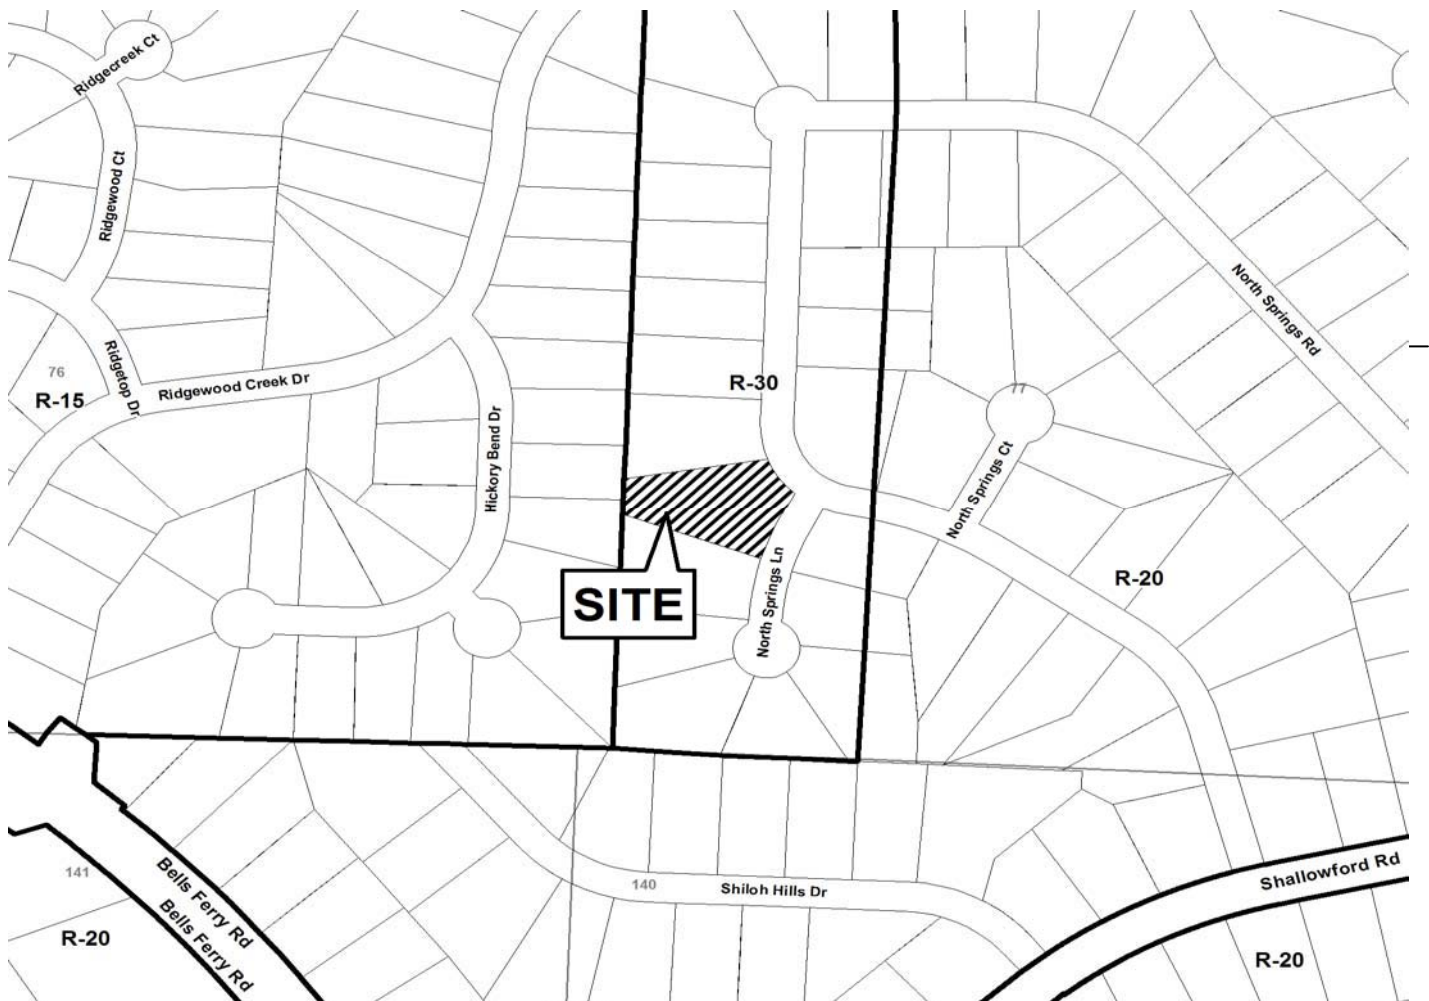 Ridgecreek Ct
Ridgewood Ct
North Springs Rd
Ridgetop Dr
76
R-15
Ridgewood Creek Dr
R-30
77
Hickory Bend Dr
North Springs Ct
R-20
North Springs Ln
SITE
141
Bells Ferry Rd
Bells Ferry Rd
140
Shiloh Hills Dr
Shallowford Rd
R-20
R-20